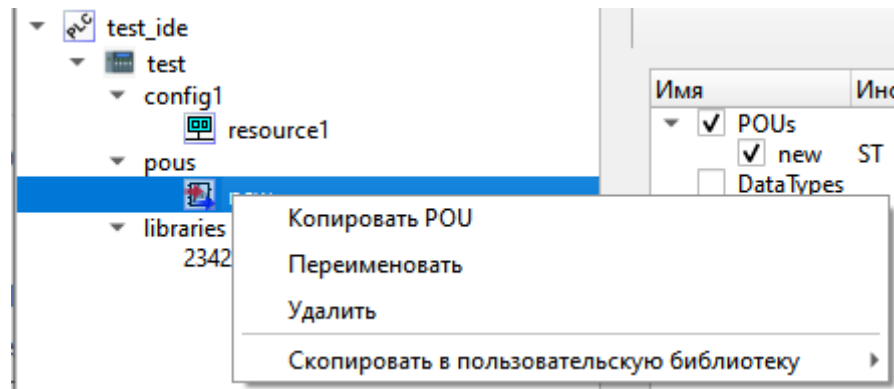 PLC
test_ide
test
config1
resource1
pous
libraries
2342
Копировать POU
Переименовать
Удалить
Скопировать в пользовательскую библиотеку
Имя
POUs
new ST
DataTypes